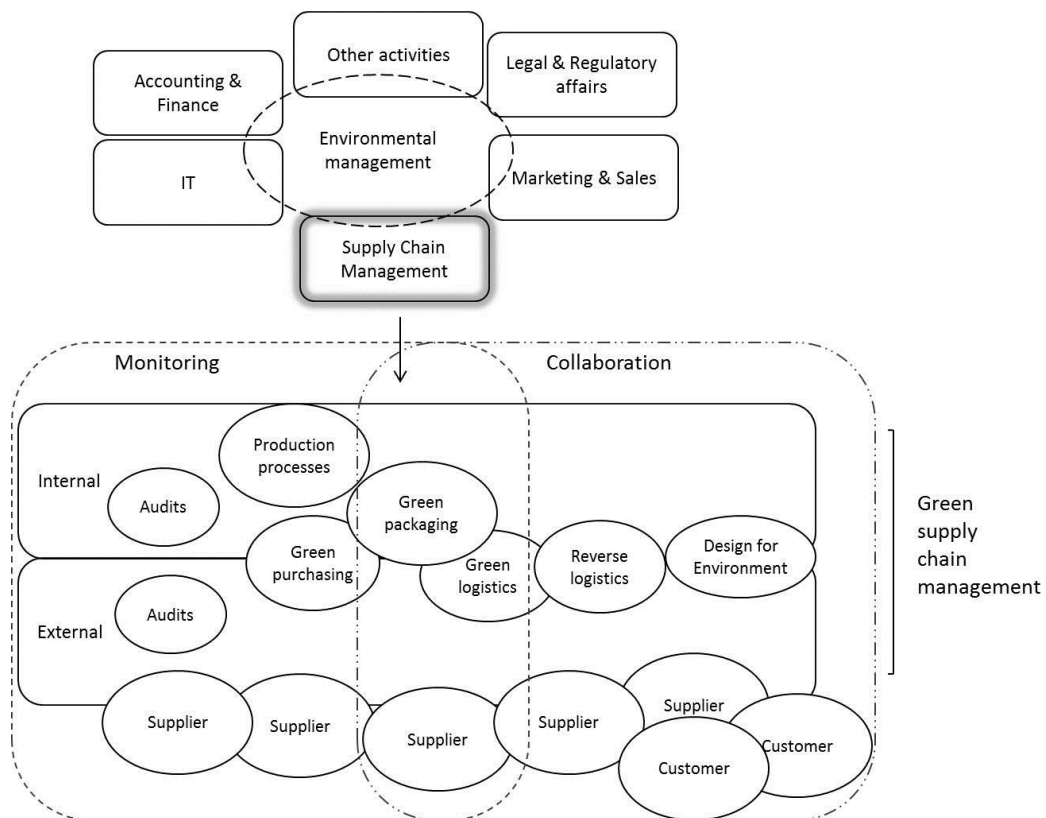 Other activities
Legal & Regulatory
affairs
Accounting &
Finance
Environmental
management
IT
Marketing & Sales
Supply Chain
Management
Monitoring
Collaboration
Internal
Production
processes
Audits
Green
packaging
Green
purchasing
Green
logistics
Reverse
logistics
Design for
Environment
Green
supply
chain
management
External
Audits
Supplier
Supplier
Supplier
Supplier
Supplier
Customer
Customer